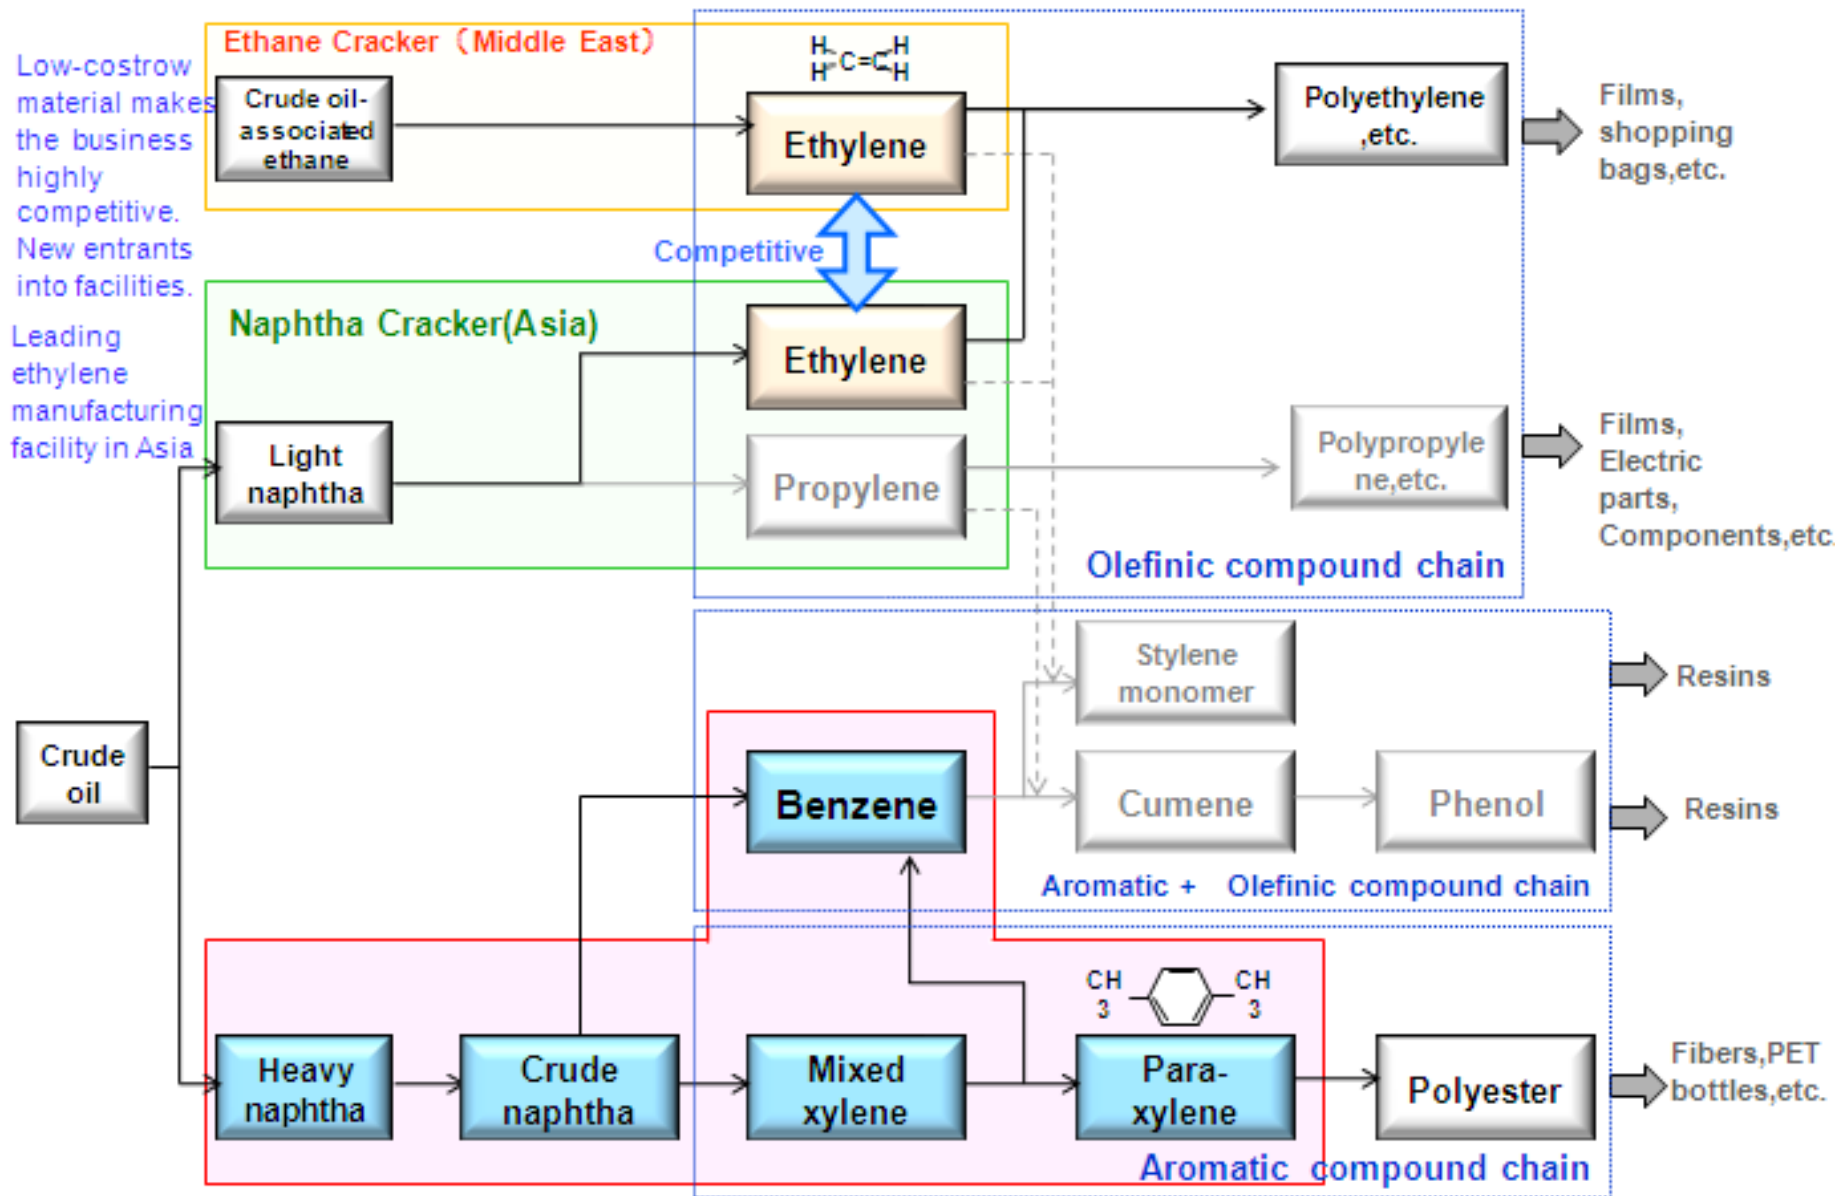 Ethane Cracker（Middle East）
Low-costrow
material makes
the business
highly
competitive.
New entrants
into facilities.
Crude oil-
associated
ethane
H H
C=C
H H
Ethylene
Polyethylene
,etc.
Films,
shopping
bags,etc.
Competitive
Naphtha Cracker(Asia)
Leading
ethylene
manufacturing
facility in Asia
Light
naphtha
Ethylene
Propylene
Polypropyle
ne,etc.
Films,
Electric
parts,
Components,etc.
Olefinic compound chain
Stylene
monomer
Resins
Crude
oil
Benzene
Cumene
Phenol
Resins
Aromatic + Olefinic compound chain
CH
3
CH
3
Heavy
naphtha
Crude
naphtha
Mixed
xylene
Para-
xylene
Polyester
Fibers,PET
bottles,etc.
Aromatic compound chain